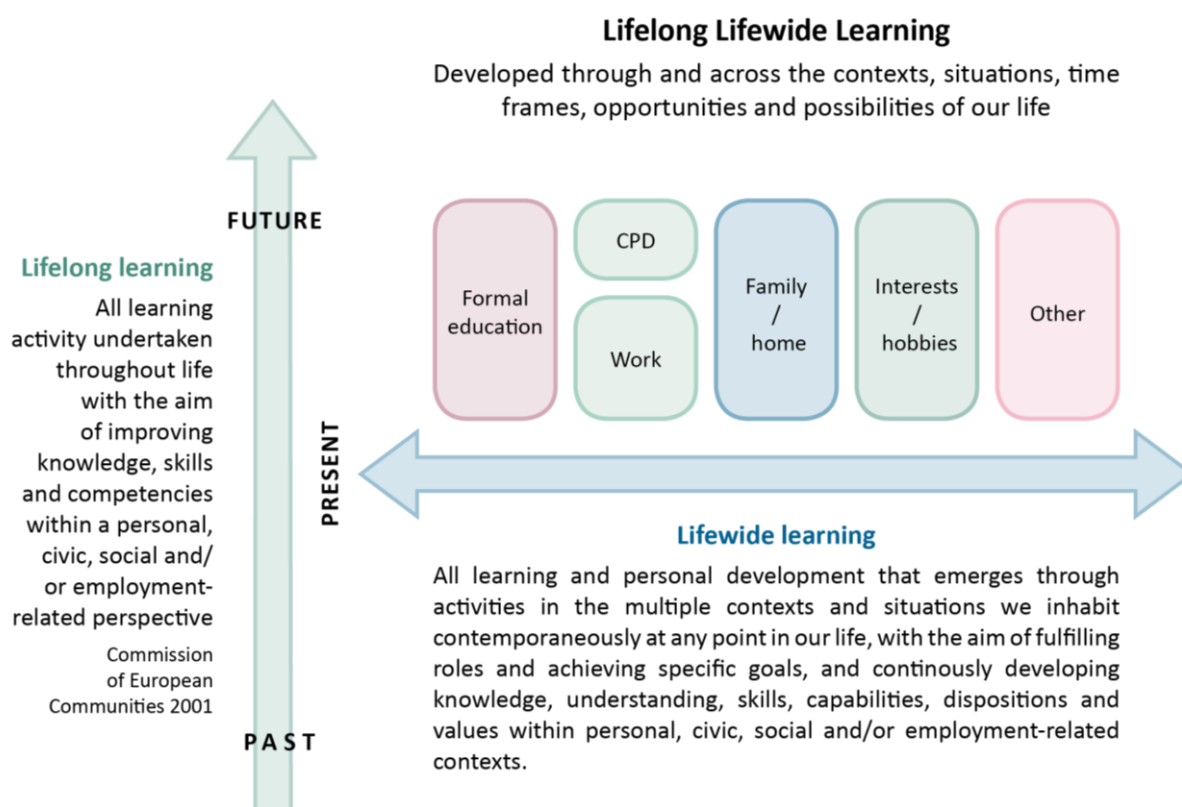 Lifelong Lifewide Learning
Developed through and across the contexts, situations, time
frames, opportunities and possibilities of our life
FUTURE
Lifelong learning
All learning
activity undertaken
throughout life
with the aim
of improving
knowledge, skills
and competencies
within a personal,
civic, social and/
or employment-
related perspective
Commission
of European
Communities 2001
PAST
PRESENT
Formal
education
CPD
Work
Family
/
home
Interests
/
hobbies
Other
Lifewide learning
All learning and personal development that emerges through
activities in the multiple contexts and situations we inhabit
contemporaneously at any point in our life, with the aim of fulfilling
roles and achieving specific goals, and continously developing
knowledge, understanding, skills, capabilities, dispositions and
values within personal, civic, social and/or employment-related
contexts.